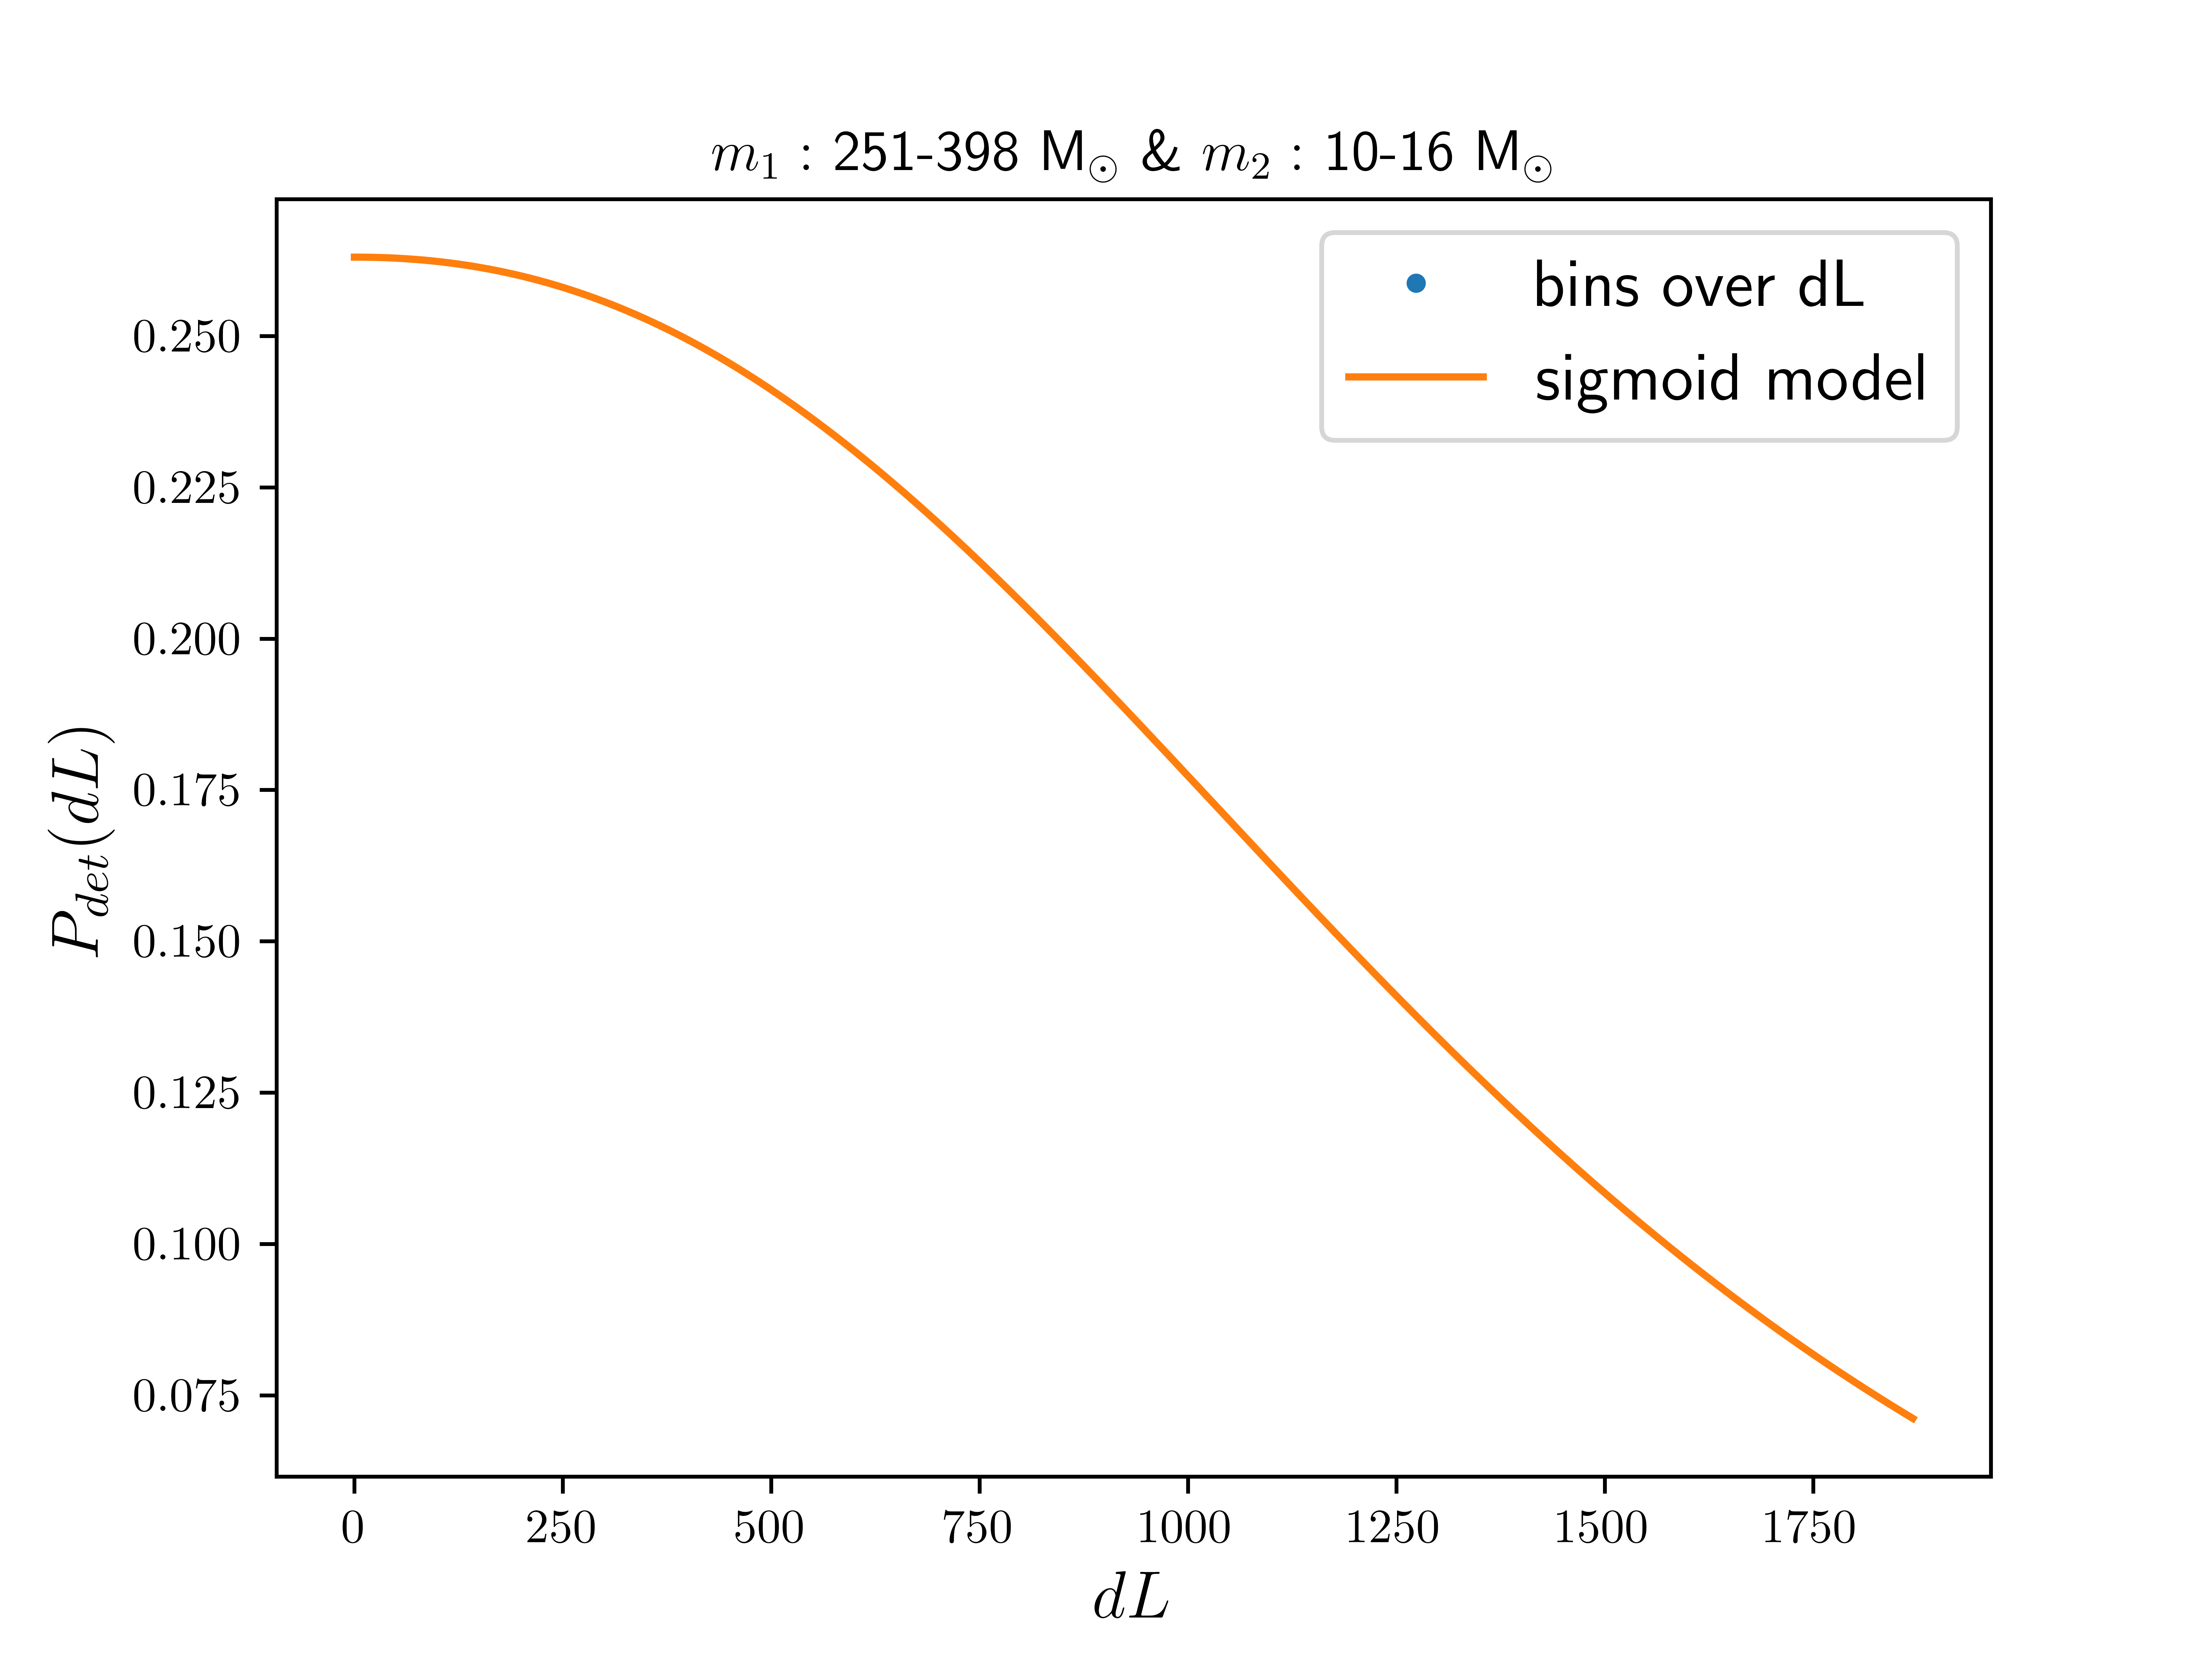 m₁ : 251-398 M⊙ & m₂ : 10-16 M⊙
bins over dL
sigmoid model
P_det(dL)
0.250
0.225
0.200
0.175
0.150
0.125
0.100
0.075
0 250 500 750 1000 1250 1500 1750
dL